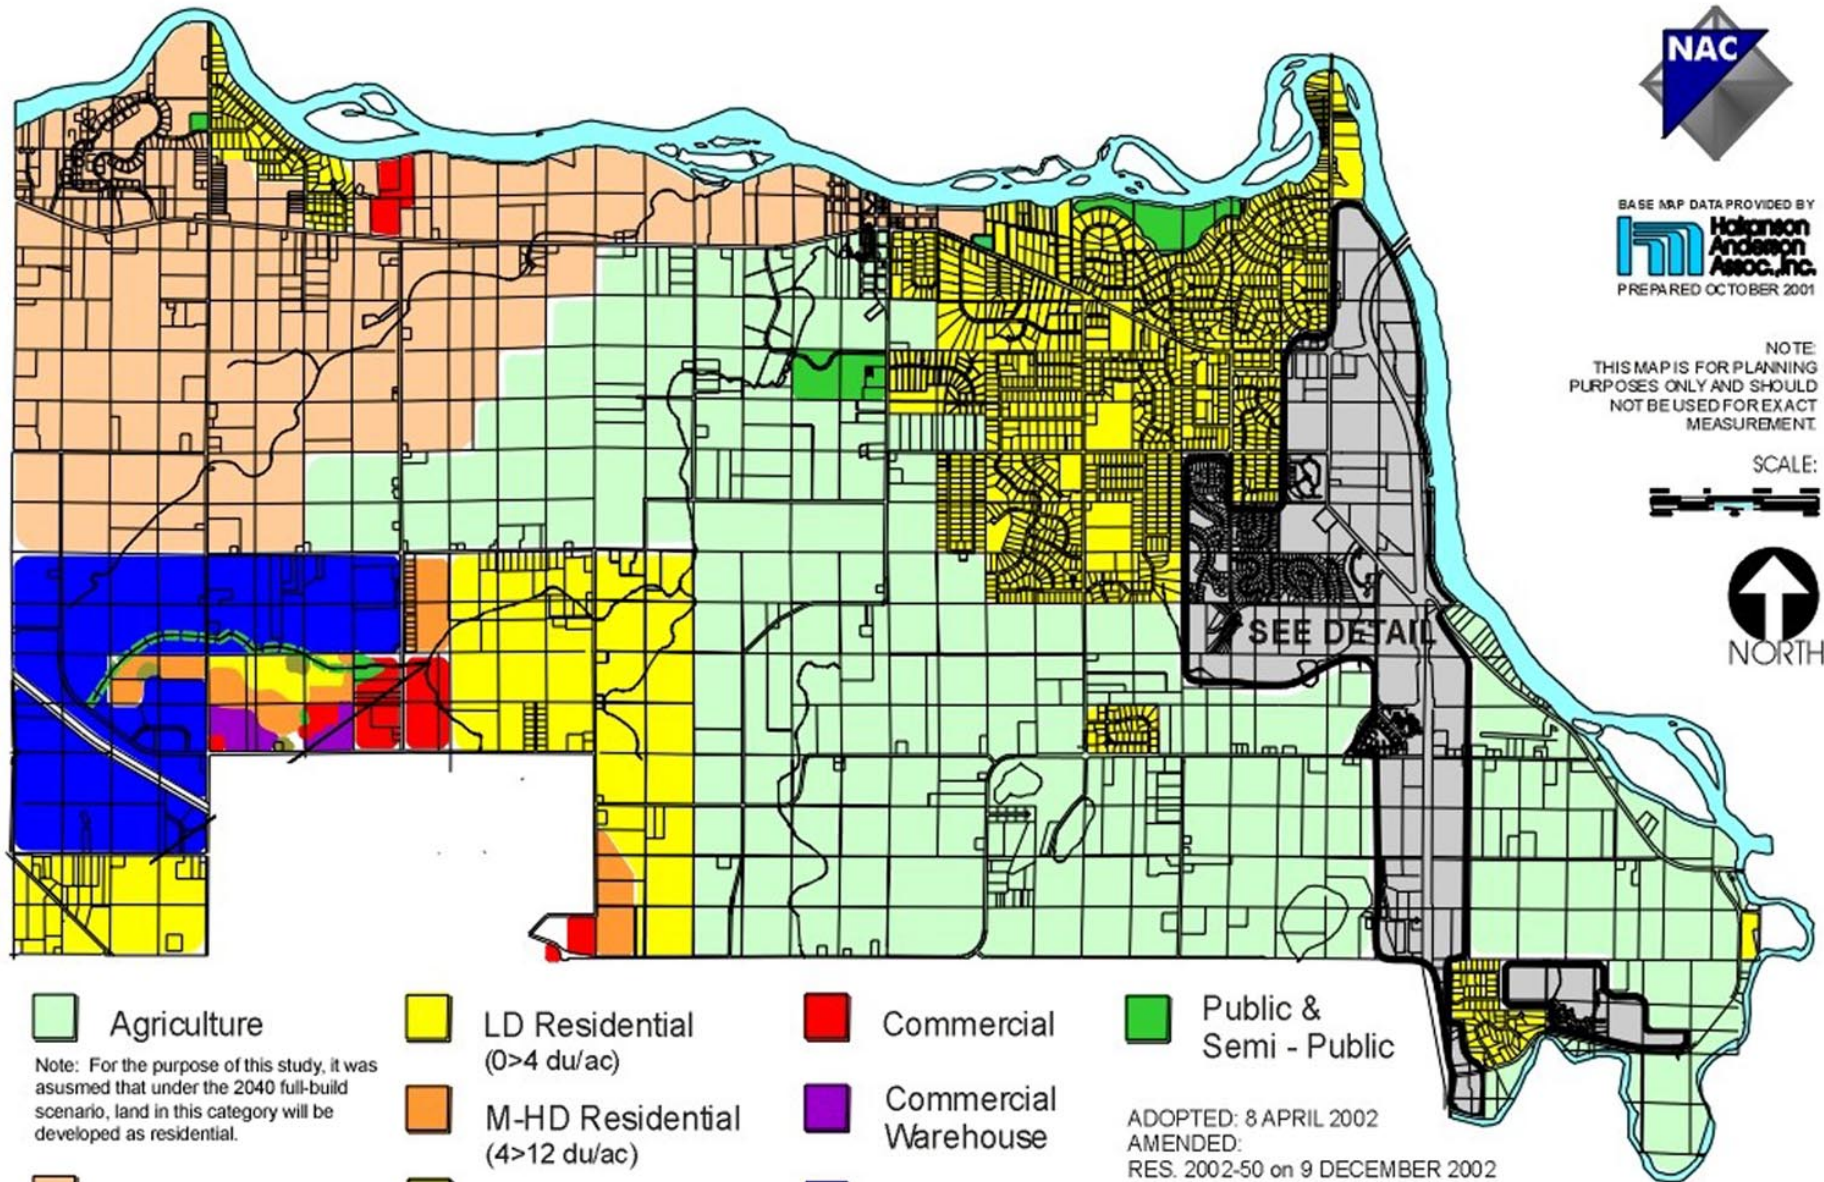 NAC
BASE MAP DATA PROVIDED BY
Hakanson
Anderson
Assoc.,Inc.
PREPARED OCTOBER 2001
NOTE:
THIS MAP IS FOR PLANNING
PURPOSES ONLY AND SHOULD
NOT BE USED FOR EXACT
MEASUREMENT.
SCALE:
NORTH
SEE DETAIL
Agriculture
Note: For the purpose of this study, it was
asusmed that under the 2040 full-build
scenario, land in this category will be
developed as residential.
LD Residential
(0>4 du/ac)
M-HD Residential
(4>12 du/ac)
Commercial
Commercial
Warehouse
Public &
Semi - Public
ADOPTED: 8 APRIL 2002
AMENDED:
RES. 2002-50 on 9 DECEMBER 2002